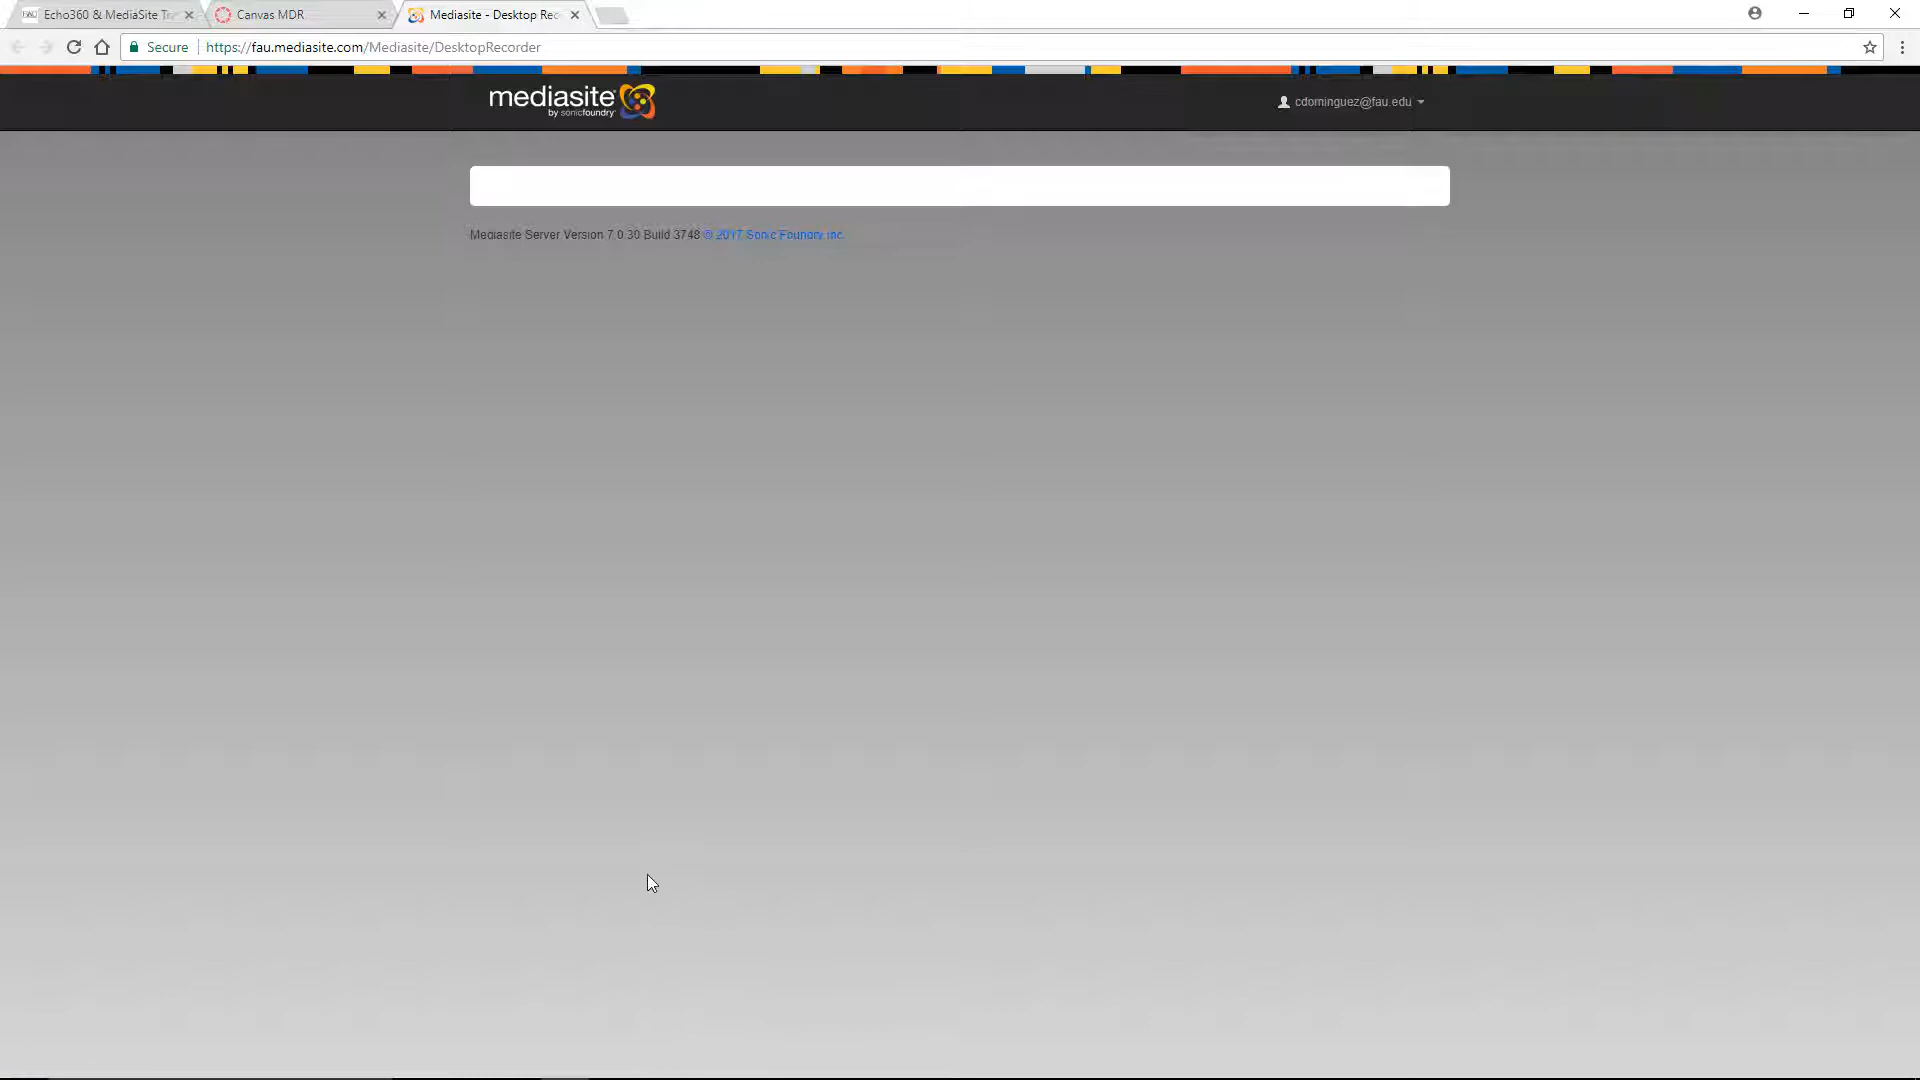 Echo360 & MediaSite Tr
Canvas MDR
Mediasite - Desktop Rec
Secure
https://fau.mediasite.com/Mediasite/DesktopRecorder
mediasite
by sonicfoundry
cdominguez@fau.edu
Mediasite Server Version 7.0.30 Build 3748 © 2017 Sonic Foundry Inc.